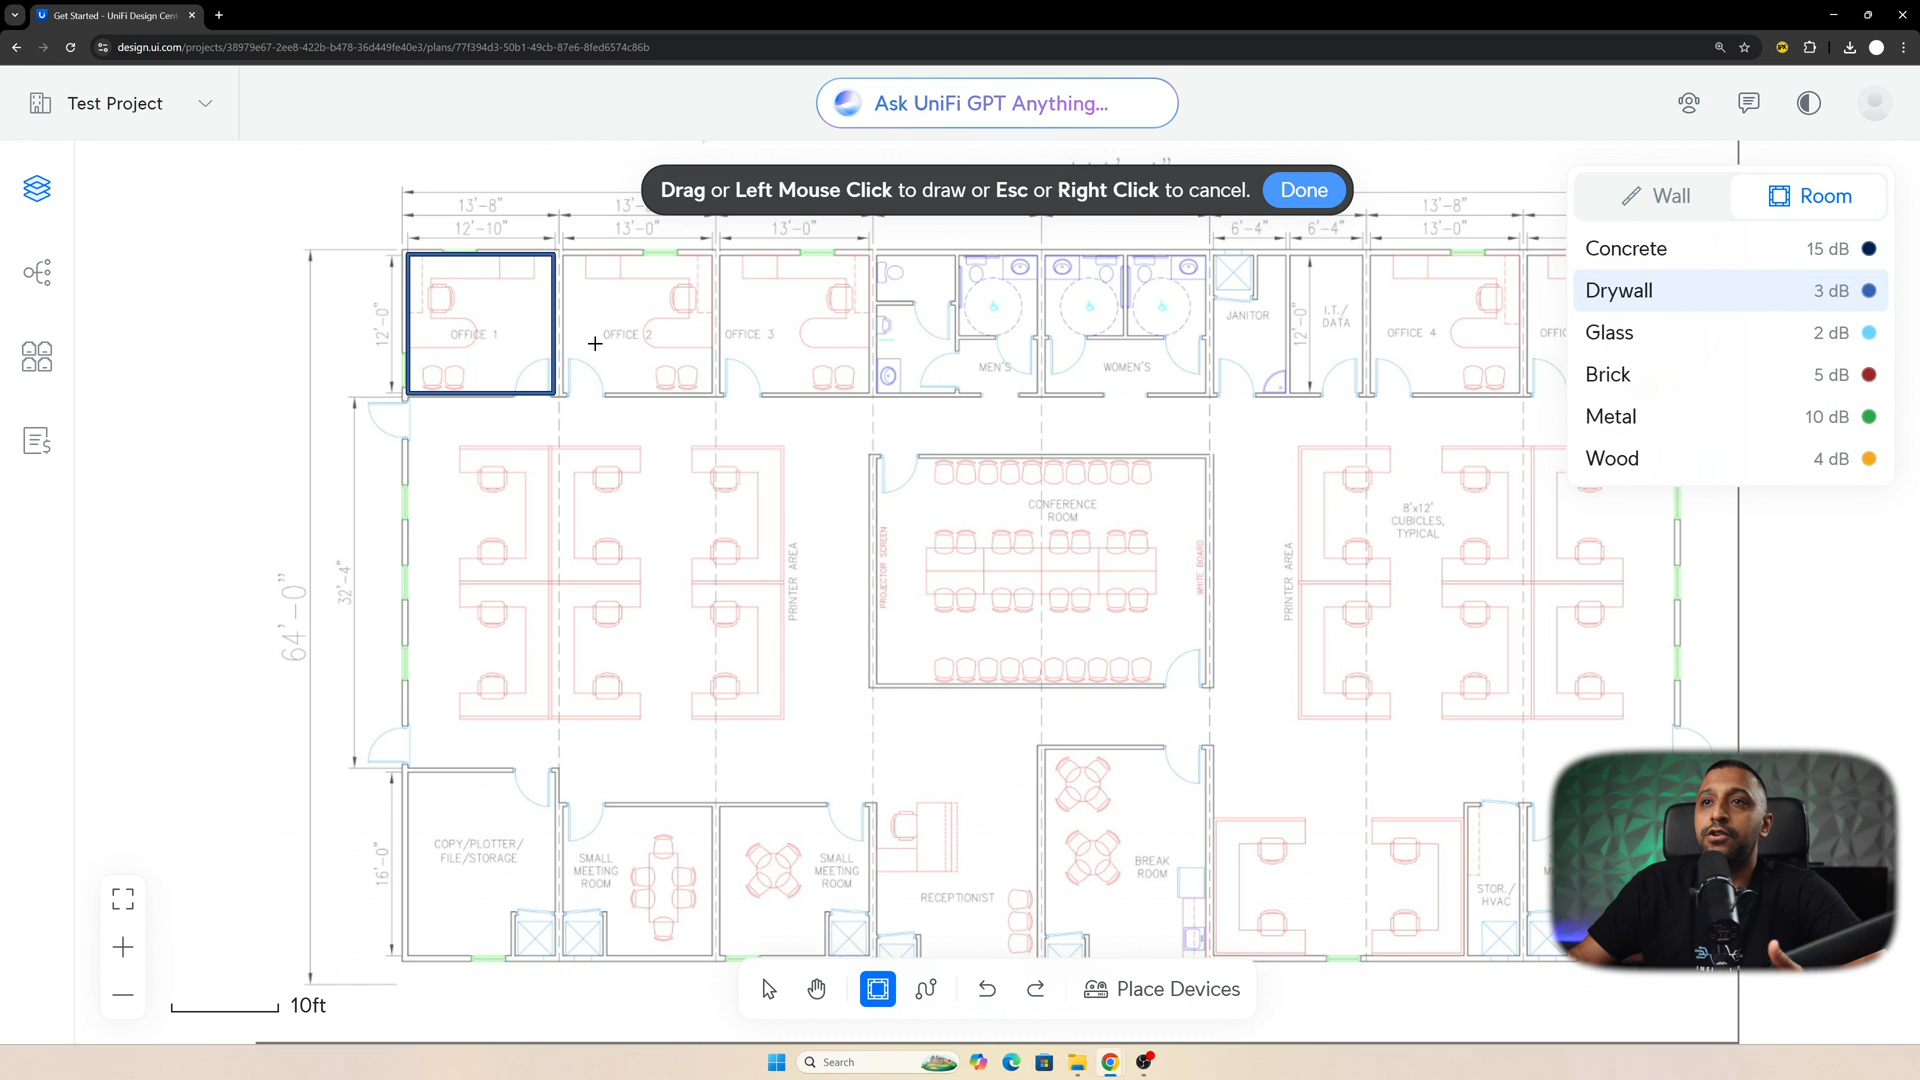 Get Started - UniFi Design Cent
design.ui.com/projects/38979e67-2ee8-422b-b478-36d449fe40e3/plans/77f394d3-50b1-49cb-87e6-8fed6574c86b
Test Project
Ask UniFi GPT Anything...
Drag or Left Mouse Click to draw or Esc or Right Click to cancel.
Done
Wall
Room
Concrete 15 dB
Drywall 3 dB
Glass 2 dB
Brick 5 dB
Metal 10 dB
Wood 4 dB
13'-8"
13'-8"
12'-10"
13'-0"
13'-0"
6'-4"
6'-4"
13'-0"
12'-0"
OFFICE 1
OFFICE 2
OFFICE 3
MEN'S
WOMEN'S
JANITOR
12'-0"
I.T./
DATA
OFFICE 4
64'-0"
32'-4"
PRINTER AREA
PROJECTOR SCREEN
CONFERENCE
ROOM
WHITE BOARD
PRINTER AREA
8'x12'
CUBICLES,
TYPICAL
16'-0"
COPY/PLOTTER/
FILE/STORAGE
SMALL
MEETING
ROOM
SMALL
MEETING
ROOM
RECEPTIONIST
BREAK
ROOM
STOR./
HVAC
10ft
Place Devices
Search